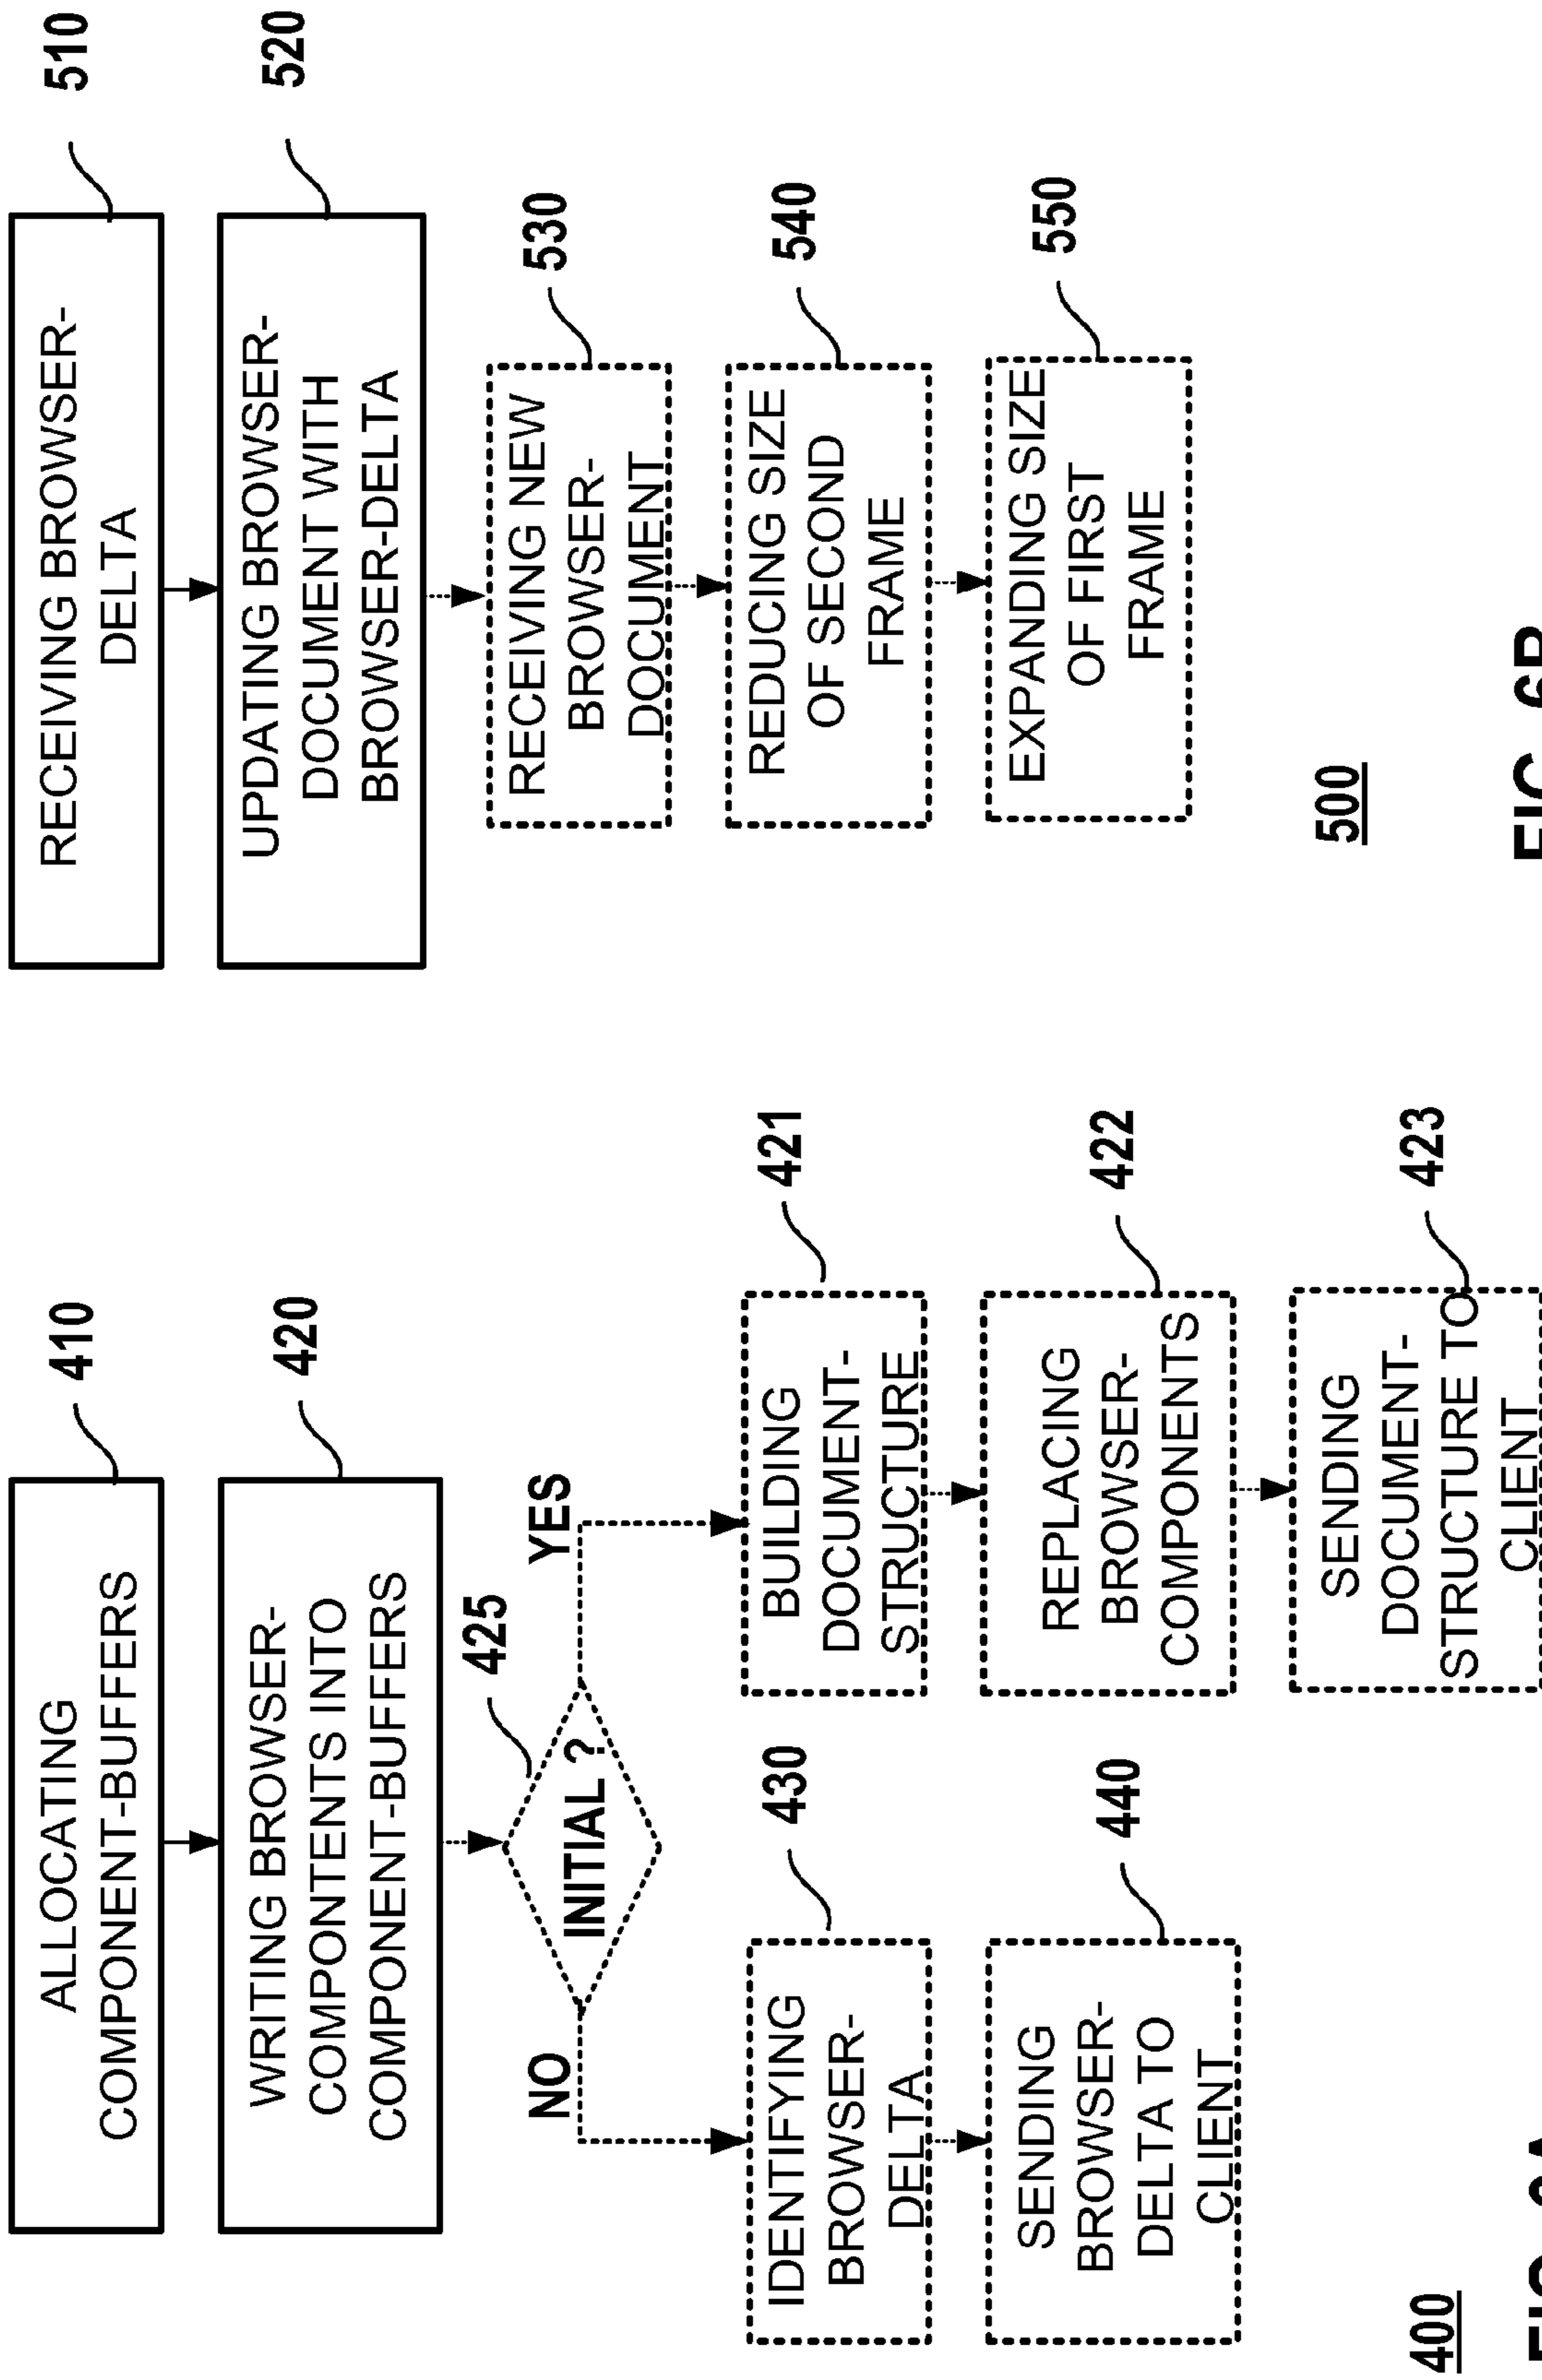 410
ALLOCATING
COMPONENT-BUFFERS
420
WRITING BROWSER-
COMPONTENTS INTO
COMPONENT-BUFFERS
425
INITIAL ?
NO
YES
430
IDENTIFYING
BROWSER-
DELTA
440
SENDING
BROWSER-
DELTA TO
CLIENT
421
BUILDING
DOCUMENT-
STRUCTURE
422
REPLACING
BROWSER-
COMPONENTS
423
SENDING
DOCUMENT-
STRUCTURE TO
CLIENT
400
510
RECEIVING BROWSER-
DELTA
520
UPDATING BROWSER-
DOCUMENT WITH
BROWSER-DELTA
530
RECEIVING NEW
BROWSER-
DOCUMENT
540
REDUCING SIZE
OF SECOND
FRAME
550
EXPANDING SIZE
OF FIRST
FRAME
500
FIG. 6B